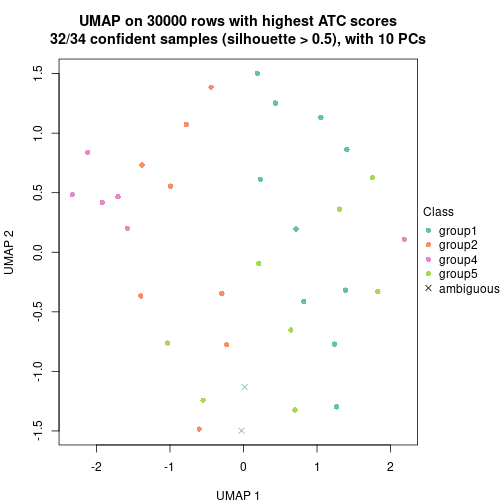 UMAP on 30000 rows with highest ATC scores
32/34 confident samples (silhouette > 0.5), with 10 PCs
1.5
1.0
0.5
0.0
-0.5
-1.0
-1.5
UMAP 2
-2
-1
0
1
2
UMAP 1
Class
group1
group2
group4
group5
ambiguous